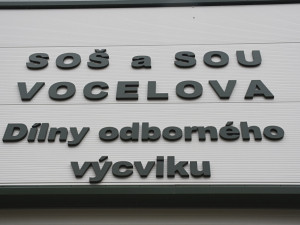 SOŠ a SOU
VOCELOVA
Dílny odborného
výcviku